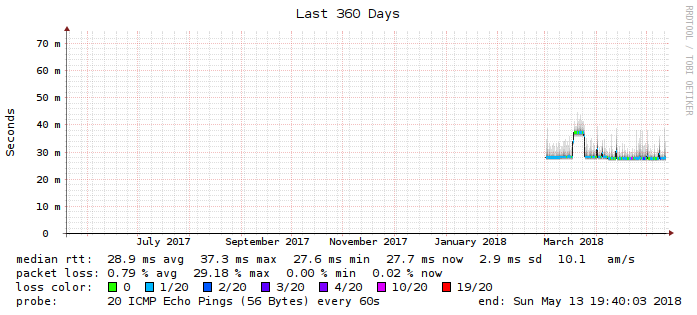 Last 360 Days
RRDTOOL / TOBI OETIKER
Seconds
70 m
60 m
50 m
40 m
30 m
20 m
10 m
0
July 2017 September 2017 November 2017 January 2018 March 2018
median rtt: 28.9 ms avg 37.3 ms max 27.6 ms min 27.7 ms now 2.9 ms sd 10.1 am/s
packet loss: 0.79 % avg 29.18 % max 0.00 % min 0.02 % now
loss color: 0 1/20 2/20 3/20 4/20 10/20 19/20
probe: 20 ICMP Echo Pings (56 Bytes) every 60s end: Sun May 13 19:40:03 2018